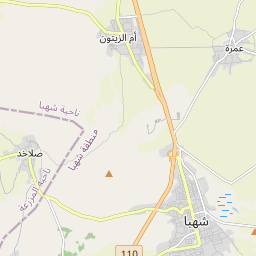 أم الزيتون
عمرة
ناحية شهبا
منطقة شهبا
صلاخد
ناحية المزرعة
شهبا
110